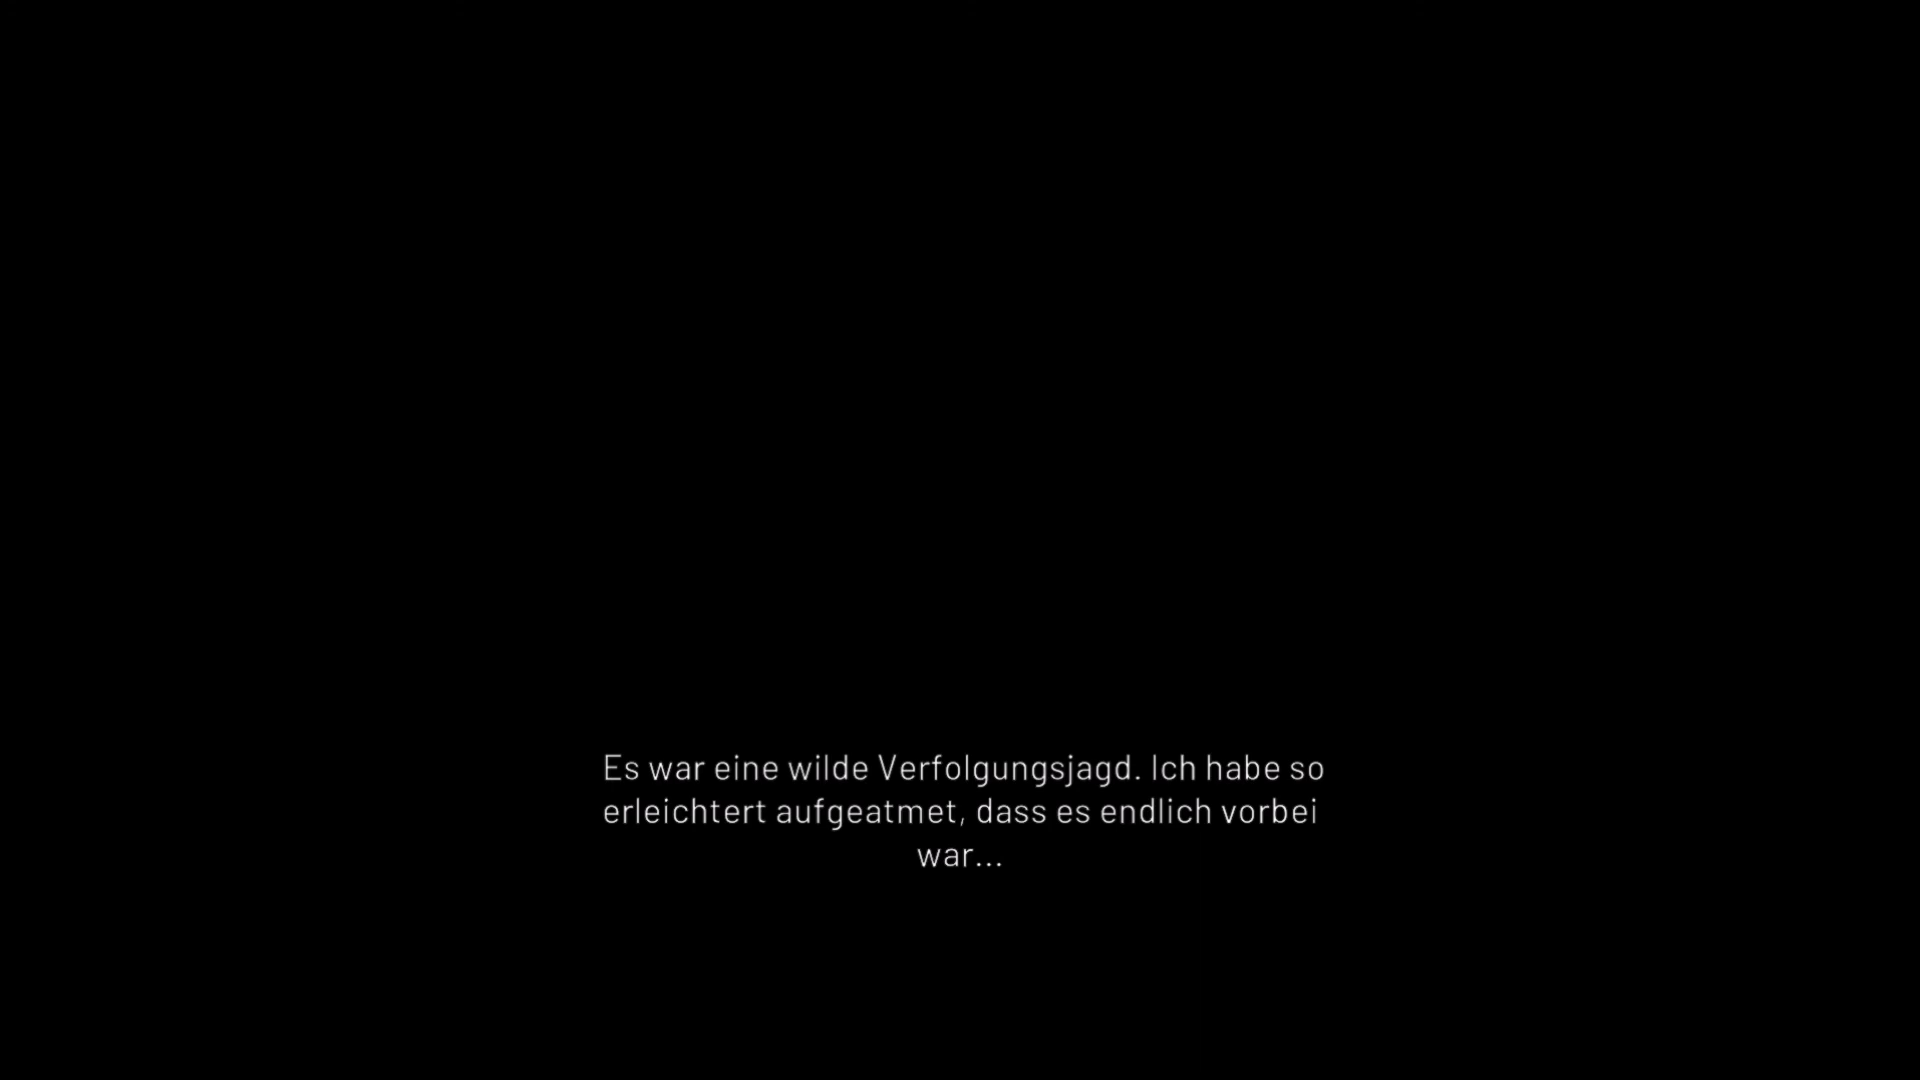 Es war eine wilde Verfolgungsjagd. Ich habe so
erleichtert aufgeatmet, dass es endlich vorbei
war...